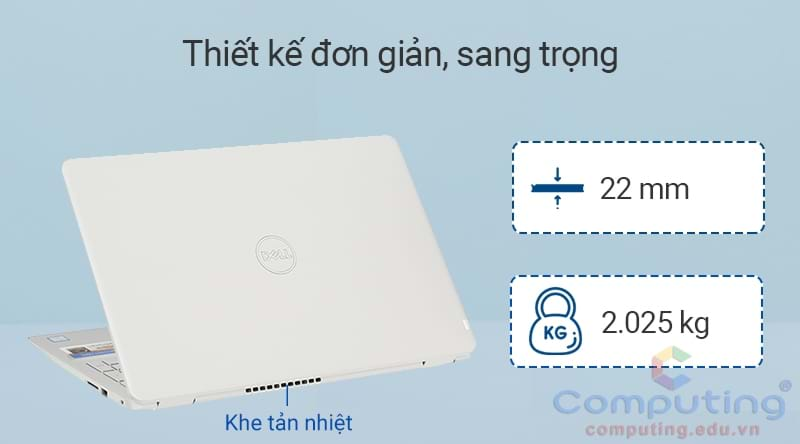 Thiết kế đơn giản, sang trọng
22 mm
DELL
KG
2.025 kg
Khe tản nhiệt
Computing®
computing.edu.vn